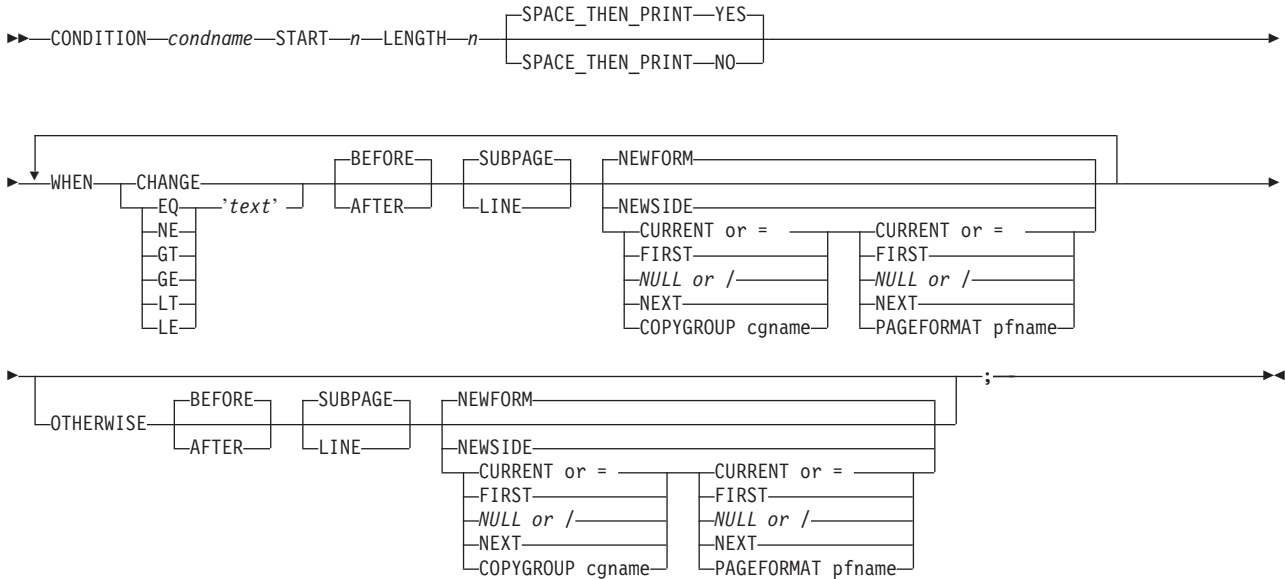 SPACE_THEN_PRINT YES
CONDITION condname START n LENGTH n
SPACE_THEN_PRINT NO
BEFORE SUBPAGE NEWFORM
WHEN CHANGE
EQ 'text' AFTER LINE NEWSIDE
NE CURRENT or = CURRENT or =
GT FIRST FIRST
GE NULL or / NULL or /
LT NEXT NEXT
LE COPYGROUP cgname PAGEFORMAT pfname
;
BEFORE SUBPAGE NEWFORM
OTHERWISE
AFTER LINE NEWSIDE
CURRENT or = CURRENT or =
FIRST FIRST
NULL or / NULL or /
NEXT NEXT
COPYGROUP cgname PAGEFORMAT pfname